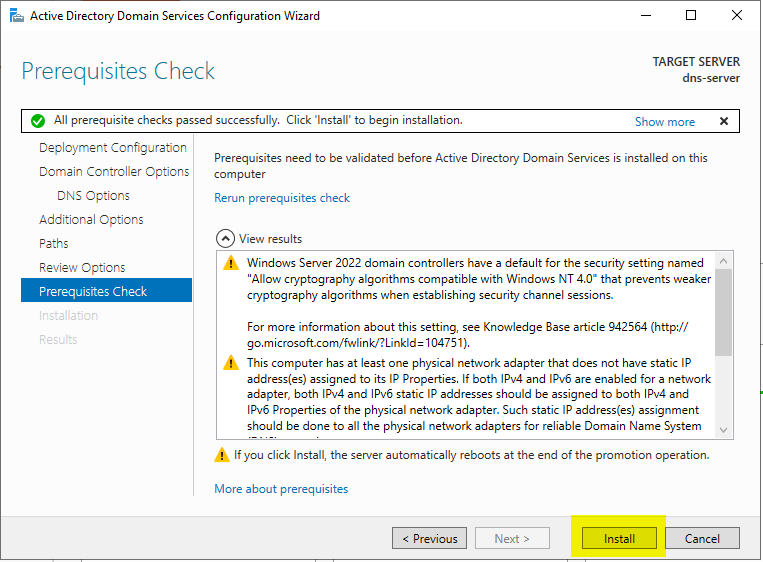 Active Directory Domain Services Configuration Wizard
Prerequisites Check
TARGET SERVER
dns-server
All prerequisite checks passed successfully.  Click 'Install' to begin installation.
Show more
Deployment Configuration
Domain Controller Options
DNS Options
Additional Options
Paths
Review Options
Prerequisites Check
Installation
Results
Prerequisites need to be validated before Active Directory Domain Services is installed on this
computer
Rerun prerequisites check
View results
Windows Server 2022 domain controllers have a default for the security setting named
"Allow cryptography algorithms compatible with Windows NT 4.0" that prevents weaker
cryptography algorithms when establishing security channel sessions.
For more information about this setting, see Knowledge Base article 942564 (http://
go.microsoft.com/fwlink/?LinkId=104751).
This computer has at least one physical network adapter that does not have static IP
address(es) assigned to its IP Properties. If both IPv4 and IPv6 are enabled for a network
adapter, both IPv4 and IPv6 static IP addresses should be assigned to both IPv4 and
IPv6 Properties of the physical network adapter. Such static IP address(es) assignment
should be done to all the physical network adapters for reliable Domain Name System
If you click Install, the server automatically reboots at the end of the promotion operation.
More about prerequisites
< Previous
Next >
Install
Cancel